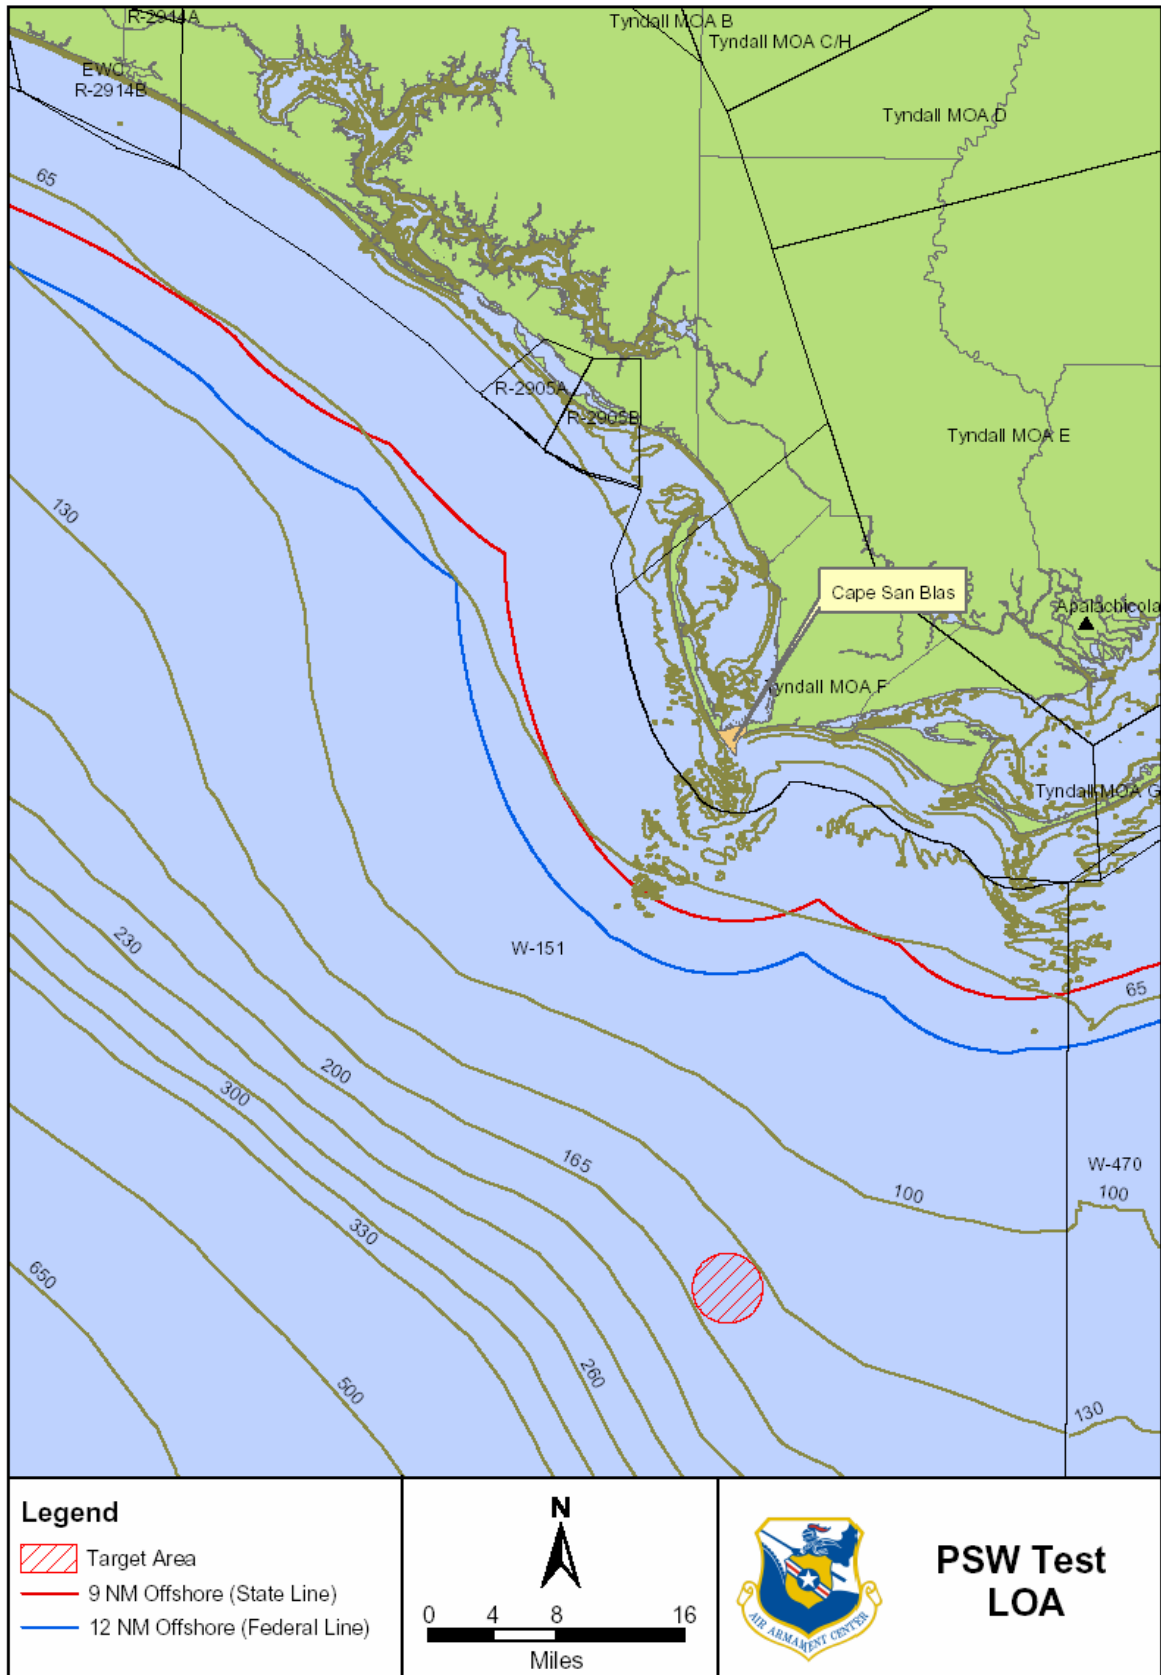 R-2914A
Tyndall MOA B
Tyndall MOA C/H
EWC
R-2914B
Tyndall MOA D
65
R-2905A
R-2905B
Tyndall MOA E
130
Cape San Blas
Apalachicola
Tyndall MOA F
Tyndall MOA G
230
W-151
65
200
300
165
W-470
100
100
330
650
260
500
130
Legend
Target Area
9 NM Offshore (State Line)
12 NM Offshore (Federal Line)
N
0 4 8 16
Miles
AIR ARMAMENT CENTER
PSW Test
LOA